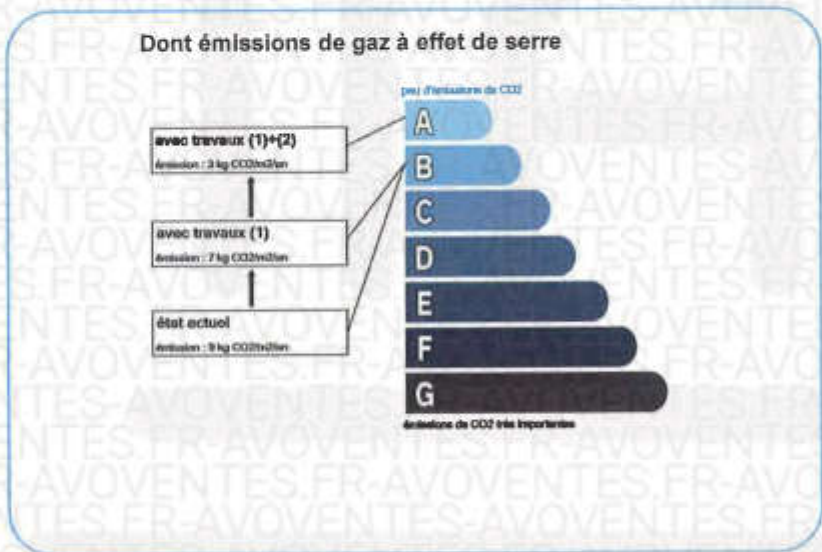 Dont émissions de gaz à effet de serre
peu d'émissions de CO2
A
avec travaux (1)+(2)
émission : 3 kg CO2/m2/an
B
C
avec travaux (1)
émission : 7 kg CO2/m2/an
D
E
état actuel
émission : 9 kg CO2/m2/an
F
G
émissions de CO2 très importantes